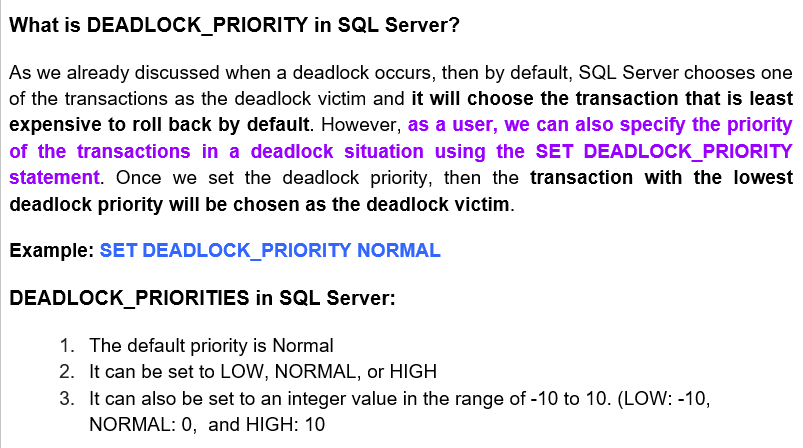 What is DEADLOCK_PRIORITY in SQL Server?
As we already discussed when a deadlock occurs, then by default, SQL Server chooses one
of the transactions as the deadlock victim and it will choose the transaction that is least
expensive to roll back by default. However, as a user, we can also specify the priority
of the transactions in a deadlock situation using the SET DEADLOCK_PRIORITY
statement. Once we set the deadlock priority, then the transaction with the lowest
deadlock priority will be chosen as the deadlock victim.
Example: SET DEADLOCK_PRIORITY NORMAL
DEADLOCK_PRIORITIES in SQL Server:
1. The default priority is Normal
2. It can be set to LOW, NORMAL, or HIGH
3. It can also be set to an integer value in the range of -10 to 10. (LOW: -10,
NORMAL: 0, and HIGH: 10